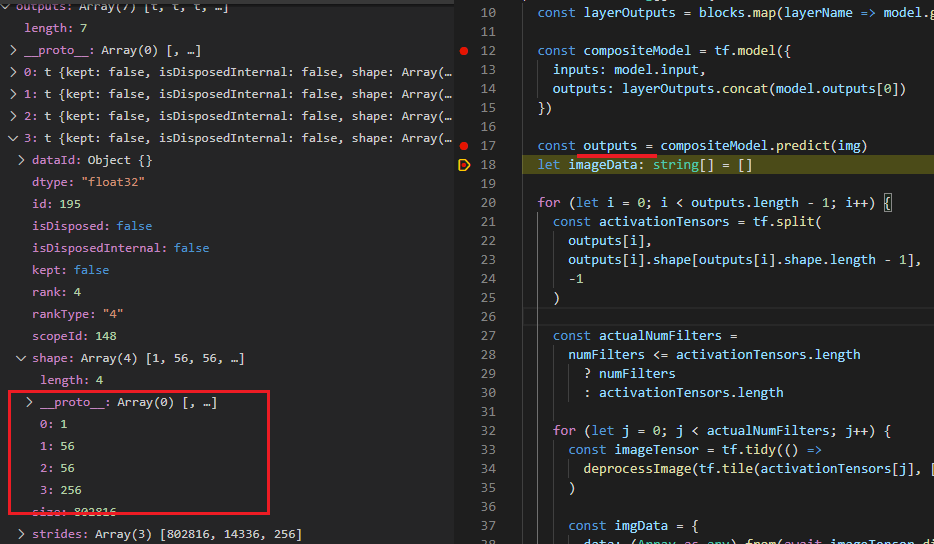 outputs: Array(7) [t, t, t, …]
length: 7
__proto__: Array(0) [, …]
0: t {kept: false, isDisposedInternal: false, shape: Array(…
1: t {kept: false, isDisposedInternal: false, shape: Array(…
2: t {kept: false, isDisposedInternal: false, shape: Array(…
3: t {kept: false, isDisposedInternal: false, shape: Array(…
dataId: Object {}
dtype: "float32"
id: 195
isDisposed: false
isDisposedInternal: false
kept: false
rank: 4
rankType: "4"
scopeId: 148
shape: Array(4) [1, 56, 56, …]
length: 4
__proto__: Array(0) [, …]
0: 1
1: 56
2: 56
3: 256
size: 802816
strides: Array(3) [802816, 14336, 256]
10 const layerOutputs = blocks.map(layerName => model.g
11
12 const compositeModel = tf.model({
13 inputs: model.input,
14 outputs: layerOutputs.concat(model.outputs[0])
15 })
16
17 const outputs = compositeModel.predict(img)
18 let imageData: string[] = []
19
20 for (let i = 0; i < outputs.length - 1; i++) {
21 const activationTensors = tf.split(
22 outputs[i],
23 outputs[i].shape[outputs[i].shape.length - 1],
24 -1
25 )
26
27 const actualNumFilters =
28 numFilters <= activationTensors.length
29 ? numFilters
30 : activationTensors.length
31
32 for (let j = 0; j < actualNumFilters; j++) {
33 const imageTensor = tf.tidy(() =>
34 deprocessImage(tf.tile(activationTensors[j], [
35 )
36
37 const imgData = {
38 data: (Array as any).from(await imageTensor.di